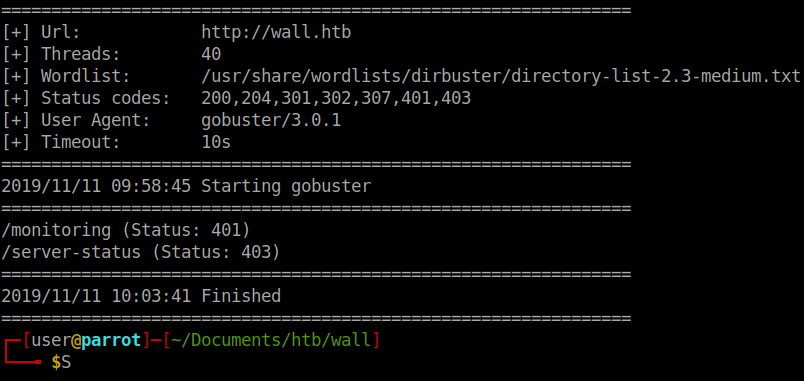 ===============================================================
[+] Url:            http://wall.htb
[+] Threads:        40
[+] Wordlist:       /usr/share/wordlists/dirbuster/directory-list-2.3-medium.txt
[+] Status codes:   200,204,301,302,307,401,403
[+] User Agent:     gobuster/3.0.1
[+] Timeout:        10s
===============================================================
2019/11/11 09:58:45 Starting gobuster
===============================================================
/monitoring (Status: 401)
/server-status (Status: 403)
===============================================================
2019/11/11 10:03:41 Finished
===============================================================
┌─[user@parrot]─[~/Documents/htb/wall]
└──╼ $S